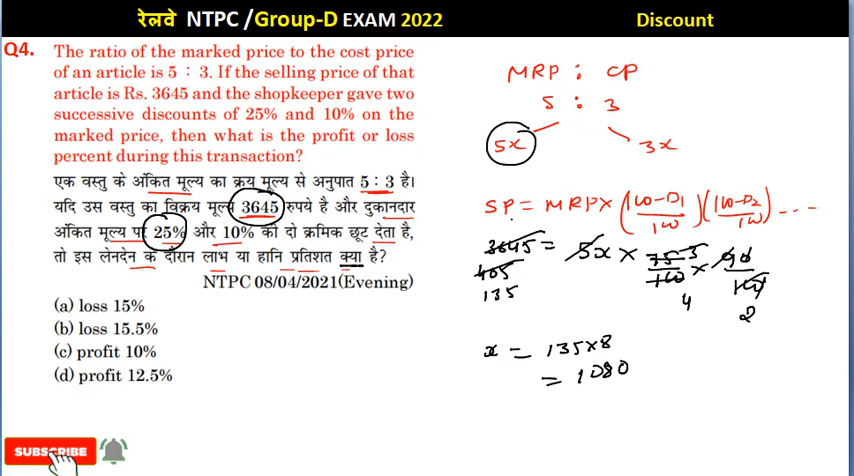 रेलवे NTPC /Group-D EXAM 2022
Discount
Q4. The ratio of the marked price to the cost price
of an article is 5 : 3. If the selling price of that
article is Rs. 3645 and the shopkeeper gave two
successive discounts of 25% and 10% on the
marked price, then what is the profit or loss
percent during this transaction?
एक वस्तु के अंकित मूल्य का क्रय मूल्य से अनुपात 5 : 3 है।
यदि उस वस्तु का विक्रय मूल्य 3645 रुपये है और दुकानदार
अंकित मूल्य पर 25% और 10% की दो क्रमिक छूट देता है,
तो इस लेनदेन के दौरान लाभ या हानि प्रतिशत क्या है?
NTPC 08/04/2021(Evening)
(a) loss 15%
(b) loss 15.5%
(c) profit 10%
(d) profit 12.5%
SUBSCRIBE
MRP : CP
5 : 3
5x 3x
SP = MRP × (100-D1/100)(100-D2/100) ---
3645 = 5x × 75 3/100 × 90/100
405
135 4 2
x = 135×8
= 1080